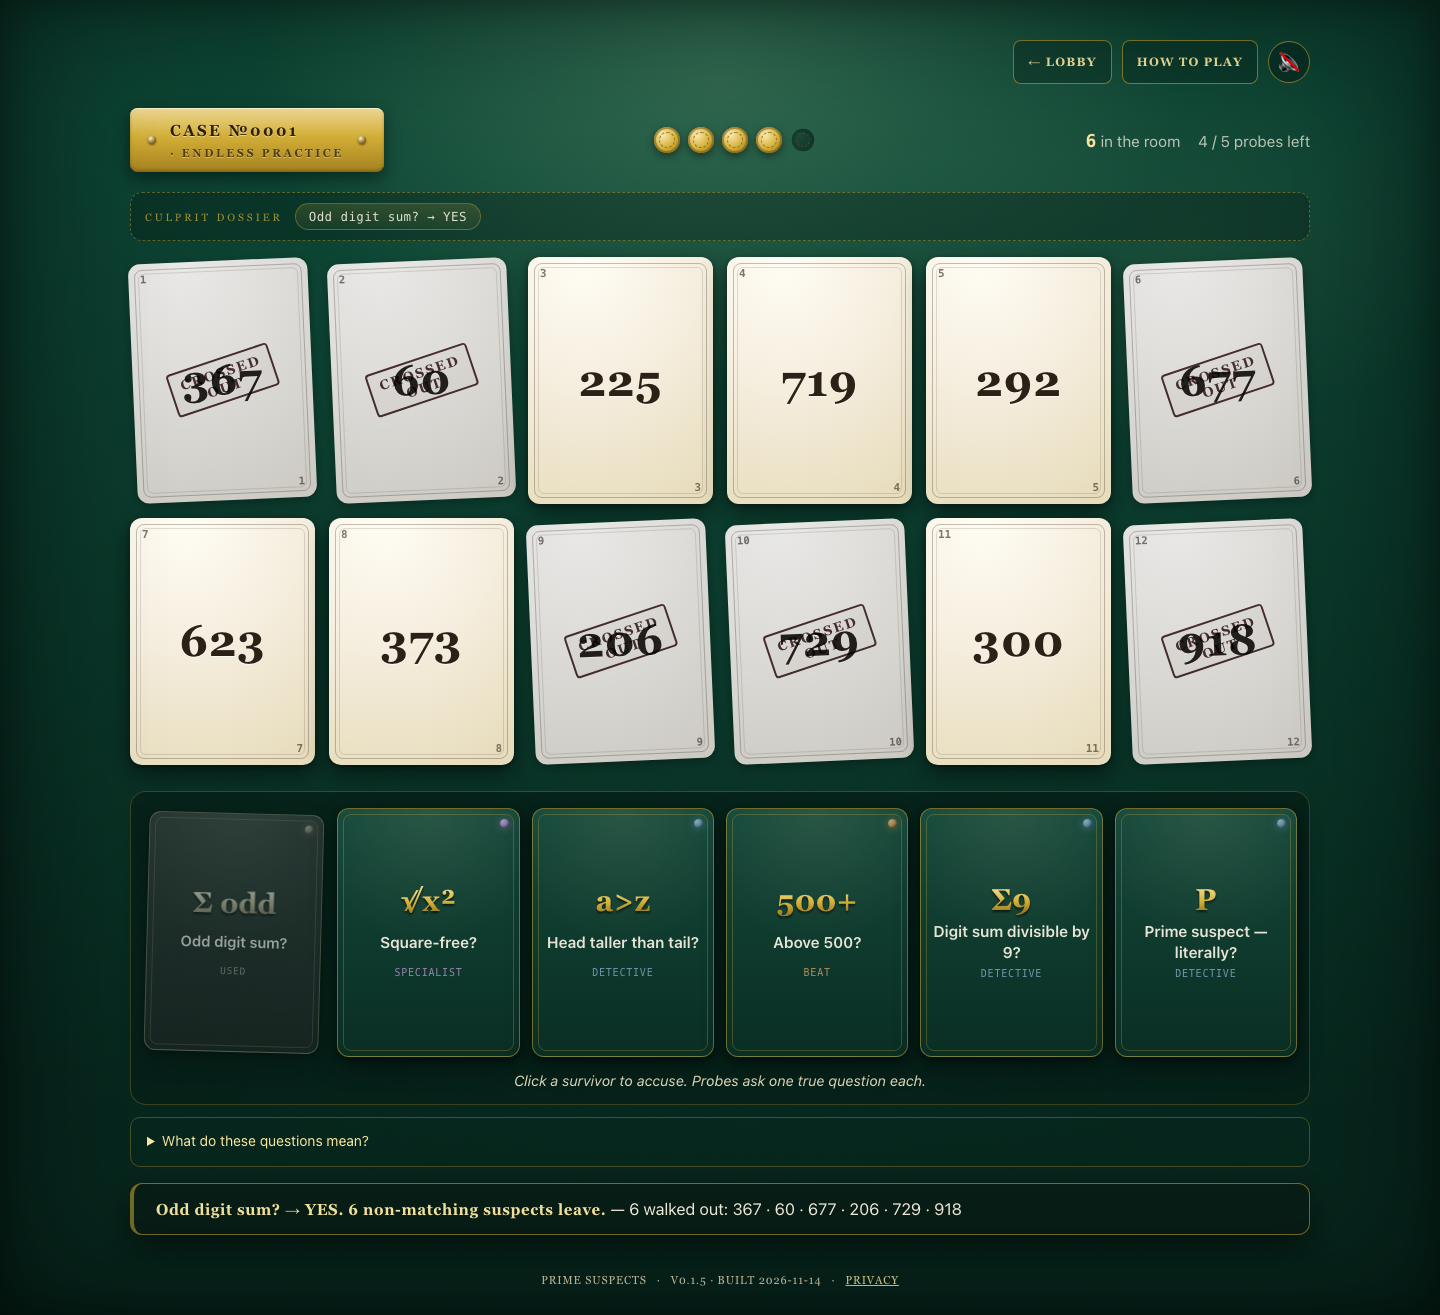 ← LOBBY
HOW TO PLAY
CASE №0001
· ENDLESS PRACTICE
6 in the room
4 / 5 probes left
CULPRIT DOSSIER
Odd digit sum? → YES
1
367
CROSSED OUT
1
2
60
CROSSED OUT
2
3
225
3
4
719
4
5
292
5
6
677
CROSSED OUT
6
7
623
7
8
373
8
9
206
CROSSED OUT
9
10
729
CROSSED OUT
10
11
300
11
12
918
CROSSED OUT
12
Σ odd
Odd digit sum?
USED
√x²
Square-free?
SPECIALIST
a>z
Head taller than tail?
DETECTIVE
500+
Above 500?
BEAT
Σ9
Digit sum divisible by
9?
DETECTIVE
P
Prime suspect —
literally?
DETECTIVE
Click a survivor to accuse. Probes ask one true question each.
▶ What do these questions mean?
Odd digit sum? → YES. 6 non-matching suspects leave. — 6 walked out: 367 · 60 · 677 · 206 · 729 · 918
PRIME SUSPECTS · V0.1.5 · BUILT 2026-11-14 · PRIVACY